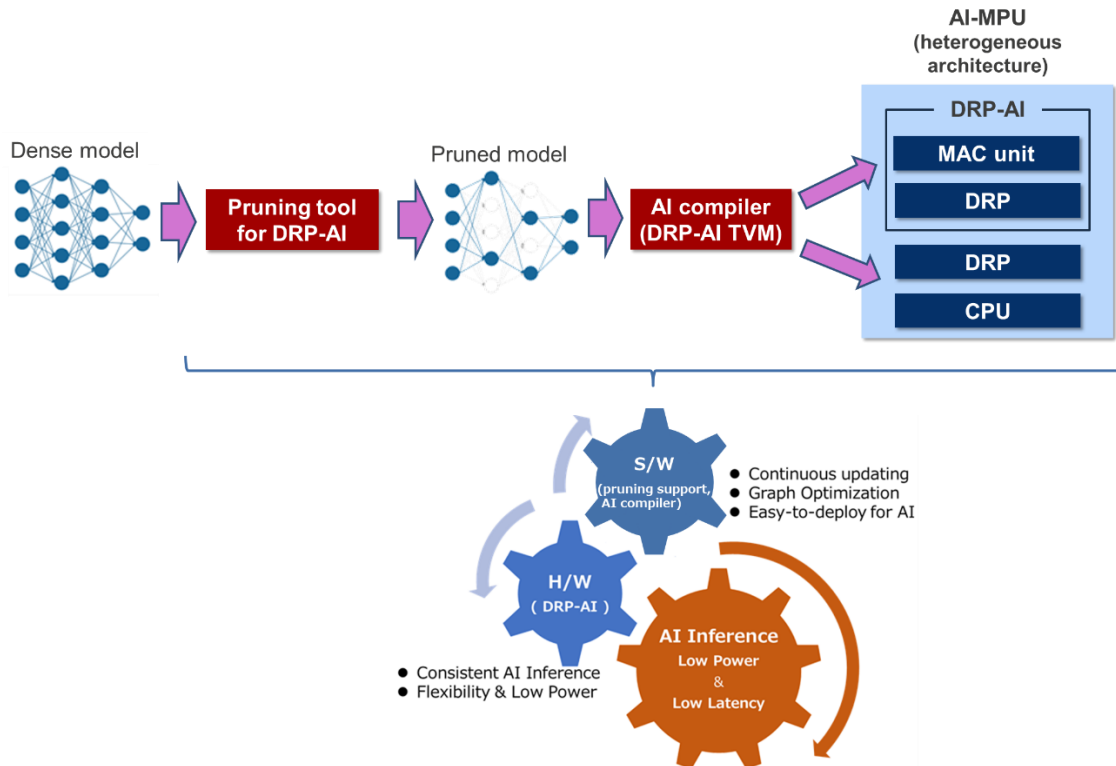 AI-MPU
(heterogeneous
architecture)
DRP-AI
MAC unit
DRP
DRP
CPU
Dense model
Pruning tool
for DRP-AI
Pruned model
AI compiler
(DRP-AI TVM)
S/W
(pruning support,
AI compiler)
● Continuous updating
● Graph Optimization
● Easy-to-deploy for AI
H/W
( DRP-AI )
● Consistent AI Inference
● Flexibility & Low Power
AI Inference
Low Power
&
Low Latency